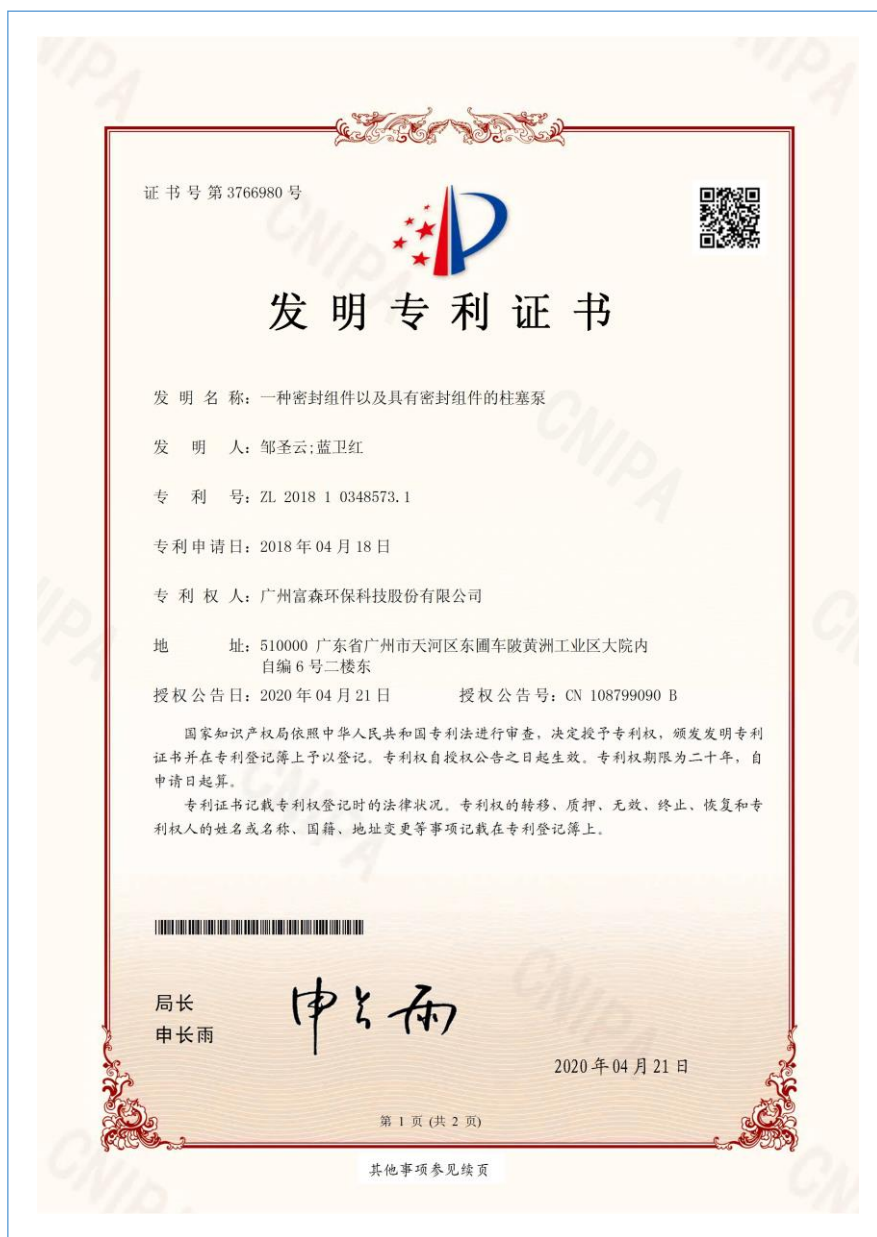 证书号第3766980号
发明专利证书
发明名称：一种密封组件以及具有密封组件的柱塞泵
发明人：邹圣云;蓝卫红
专利号：ZL 2018 1 0348573.1
专利申请日：2018年04月18日
专利权人：广州富森环保科技股份有限公司
地址：510000 广东省广州市天河区东圃车陂黄洲工业区大院内
自编6号二楼东
授权公告日：2020年04月21日 授权公告号：CN 108799090 B
国家知识产权局依照中华人民共和国专利法进行审查，决定授予专利权，颁发发明专利
证书并在专利登记簿上予以登记。专利权自授权公告之日起生效。专利权期限为二十年，自
申请日起算。
专利证书记载专利权登记时的法律状况。专利权的转移、质押、无效、终止、恢复和专
利权人的姓名或名称、国籍、地址变更等事项记载在专利登记簿上。
局长
申长雨
申长雨
2020年04月21日
第 1 页 (共 2 页)
其他事项参见续页
CNIPA
CNIPA
CNIPA
CNIPA
CNIPA
CNIPA
CNIPA